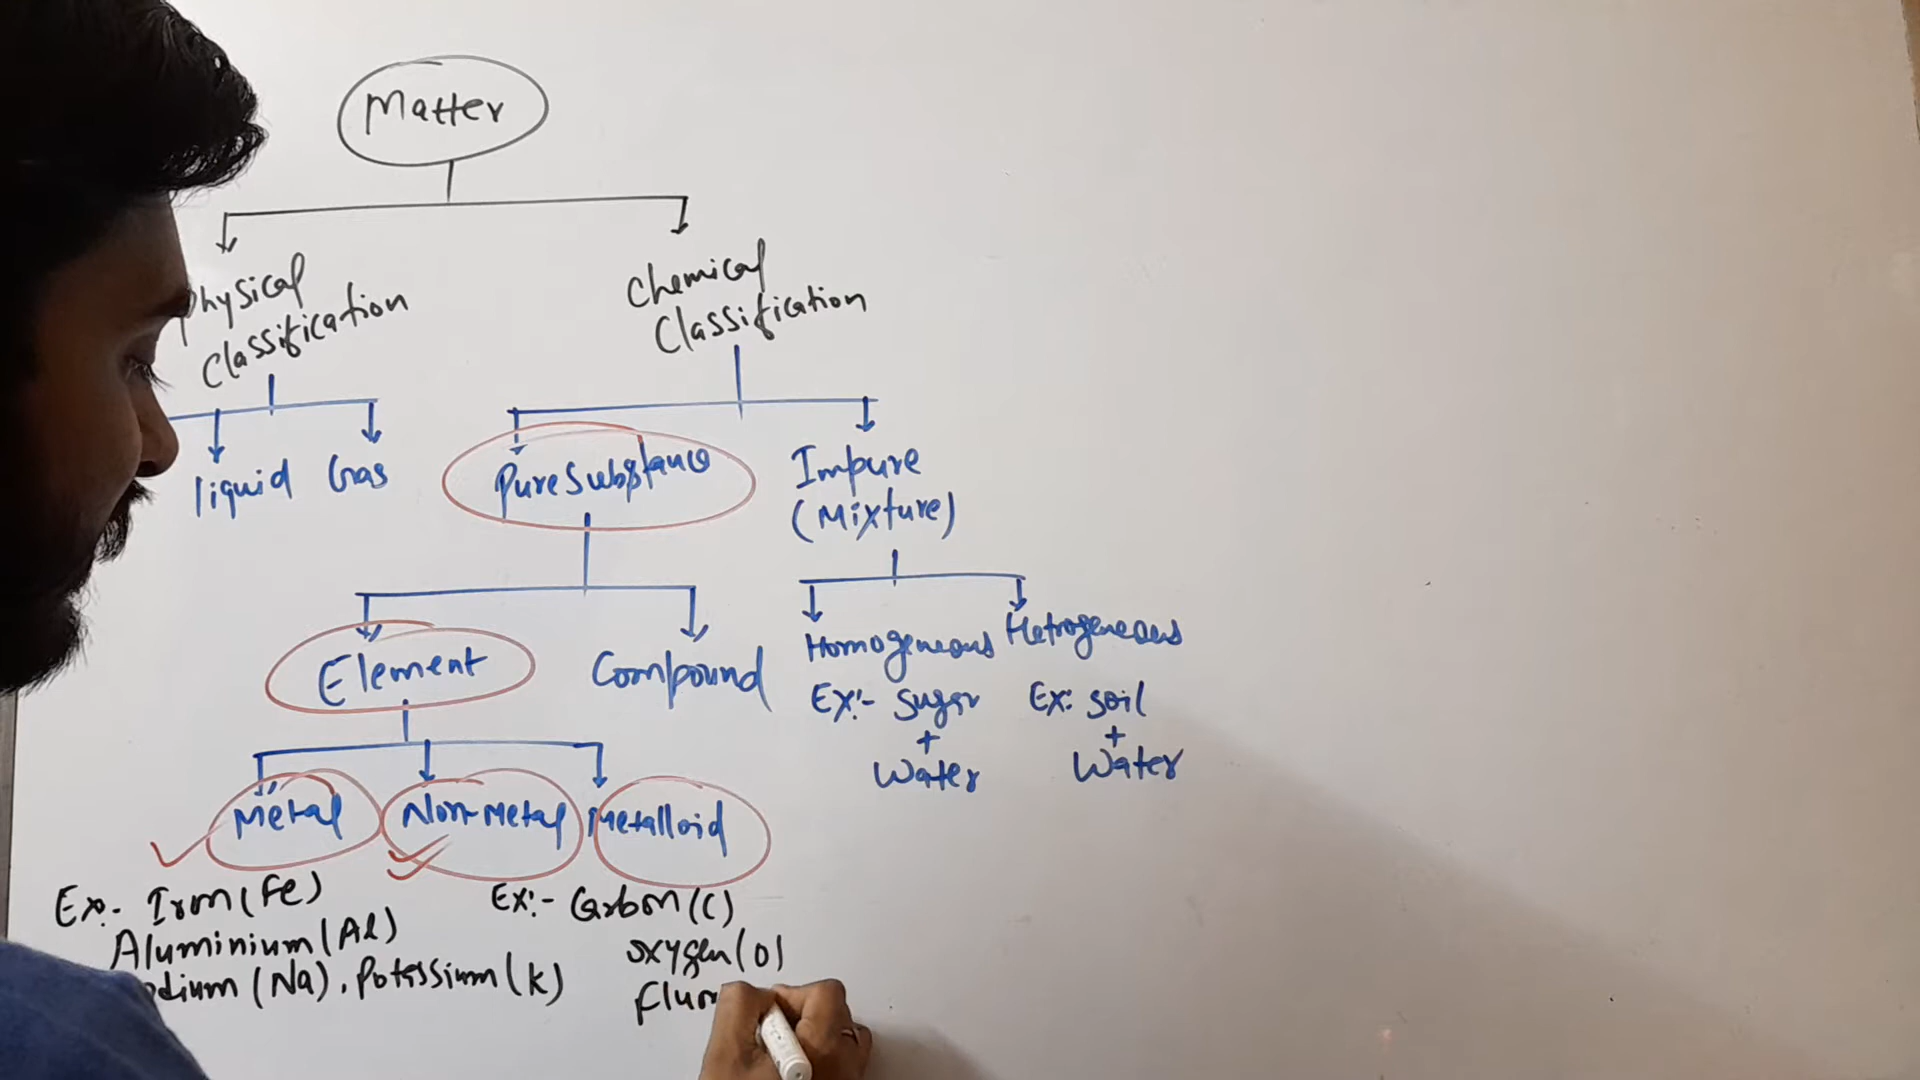 Matter
Physical
Classification
Chemical
Classification
liquid Gas
Pure Substance
Impure
(Mixture)
Element
Compound
Homogeneous
Hetrogeneous
Ex:- Sugar
+
Water
Ex: Soil
+
Water
Metal
Non-Metal
Metalloid
Ex:- Iron (Fe)
Aluminium (Al)
(Na), Potassium (K)
Ex:- Carbon (C)
Oxygen (O)